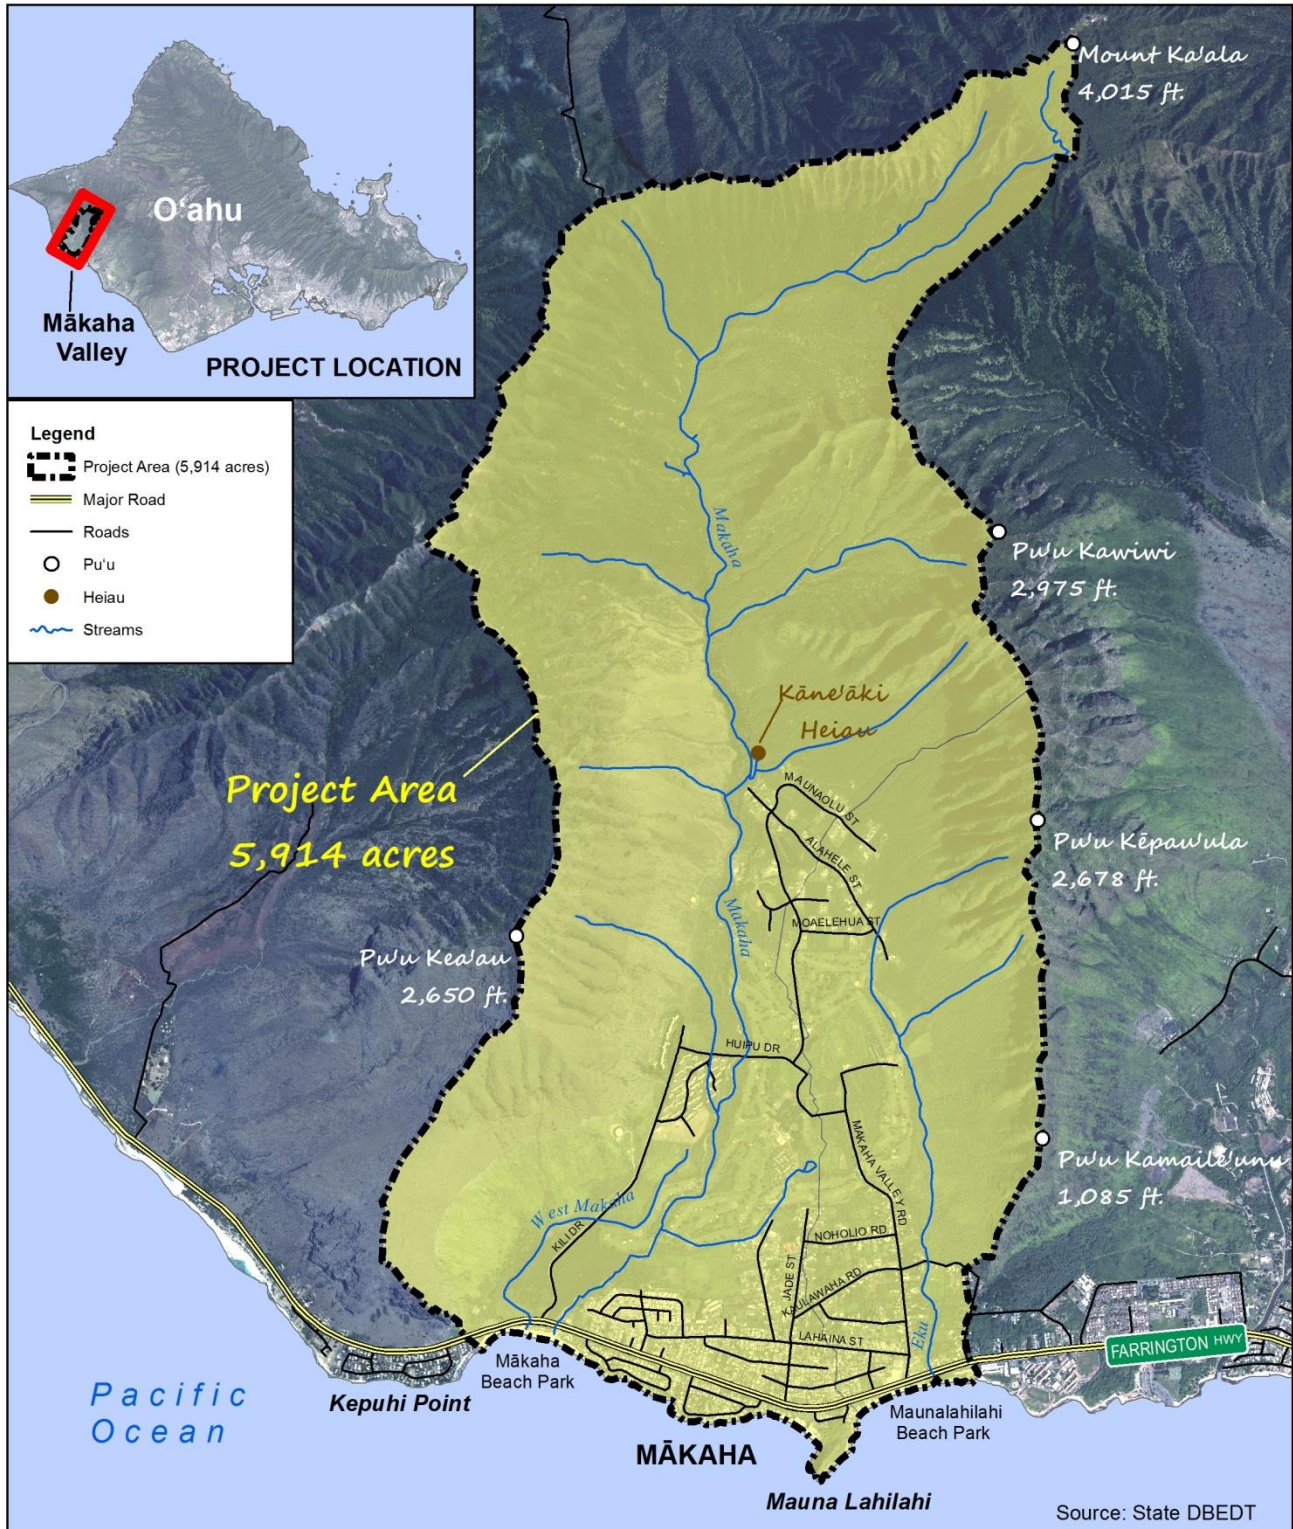 O‘ahu
Mākaha
Valley
PROJECT LOCATION
Legend
Project Area (5,914 acres)
Major Road
Roads
Pu‘u
Heiau
Streams
Mount Ka'ala
4,015 ft.
Makaha
Pu'u Kawiwi
2,975 ft.
Kāne'āki
Heiau
Project Area
5,914 acres
MAUNAOLU ST
ALAHELE ST
Pu'u Kēpau'ula
2,678 ft.
Makaha
MOAELEHUA ST
Pu'u Kea'au
2,650 ft.
HUIPU DR
MAKAHA VALLEY RD
Pu'u Kamaile'unu
1,085 ft.
West Makaha
KILI DR
NOHOLIO RD
JADE ST
KAULAWAHA RD
LAHAINA ST
Eku
FARRINGTON HWY
Mākaha
Beach Park
Pacific
Ocean
Kepuhi Point
Maunalahilahi
Beach Park
MĀKAHA
Mauna Lahilahi
Source: State DBEDT